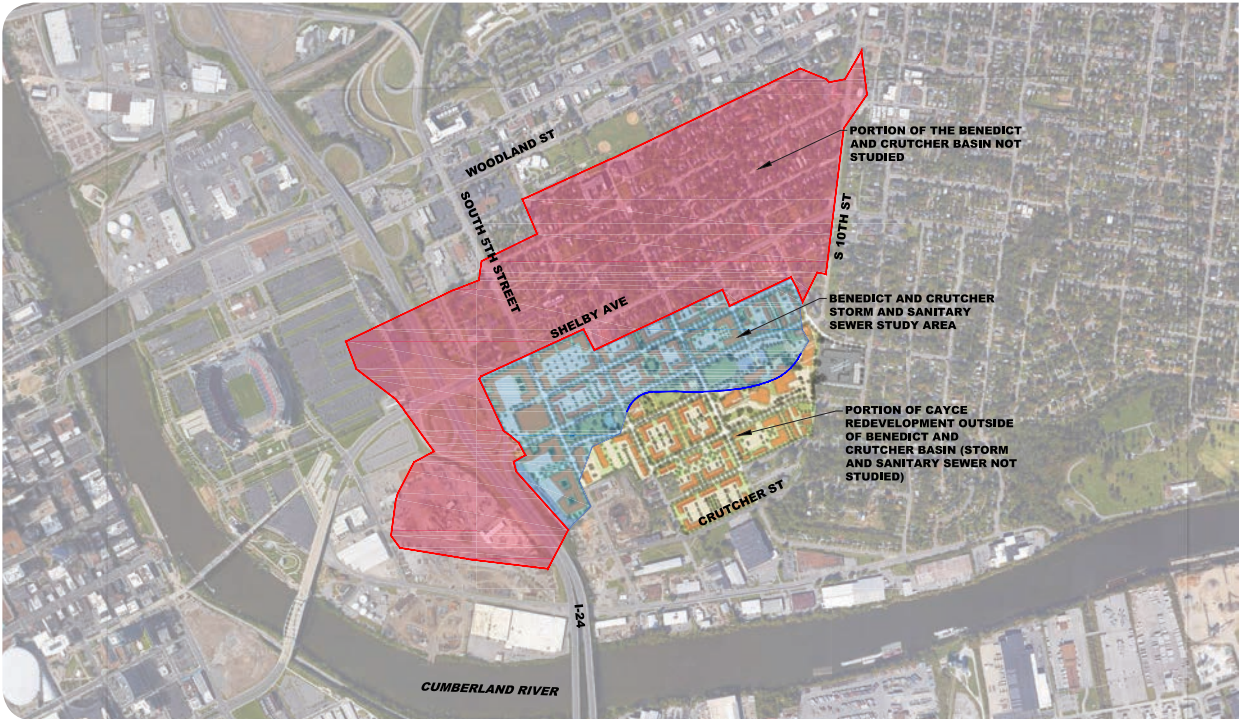 WOODLAND ST
PORTION OF THE BENEDICT
AND CRUTCHER BASIN NOT
STUDIED
SOUTH 5TH STREET
S 10TH ST
SHELBY AVE
BENEDICT AND CRUTCHER
STORM AND SANITARY
SEWER STUDY AREA
PORTION OF CAYCE
REDEVELOPMENT OUTSIDE
OF BENEDICT AND
CRUTCHER BASIN (STORM
AND SANITARY SEWER NOT
STUDIED)
CRUTCHER ST
I-24
CUMBERLAND RIVER